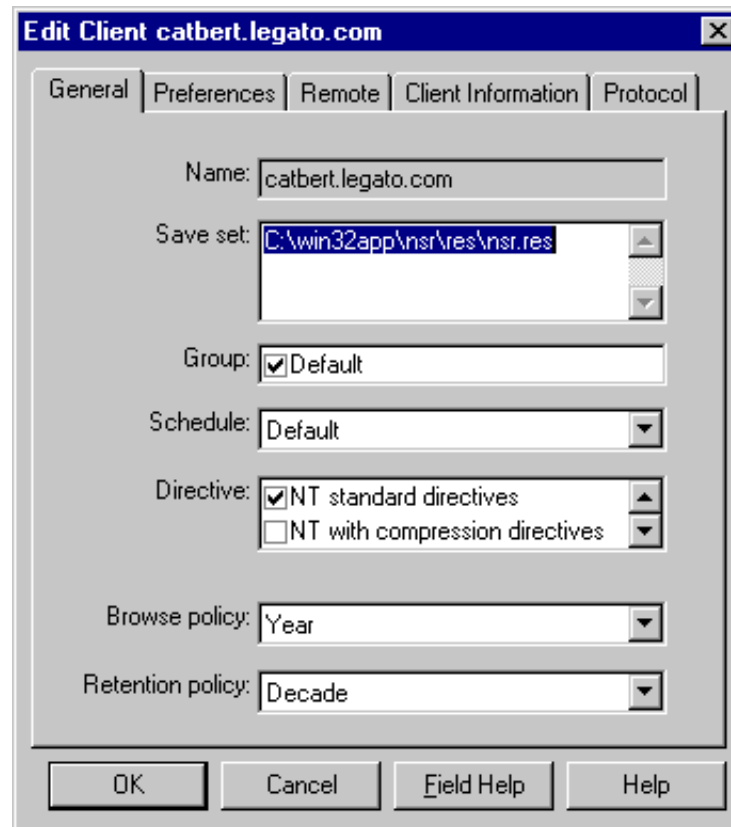 Edit Client catbert.legato.com
General Preferences Remote Client Information Protocol
Name: catbert.legato.com
Save set: C:\win32app\nsr\res\nsr.res
Group: Default
Schedule: Default
Directive: NT standard directives
NT with compression directives
Browse policy: Year
Retention policy: Decade
OK Cancel Field Help Help